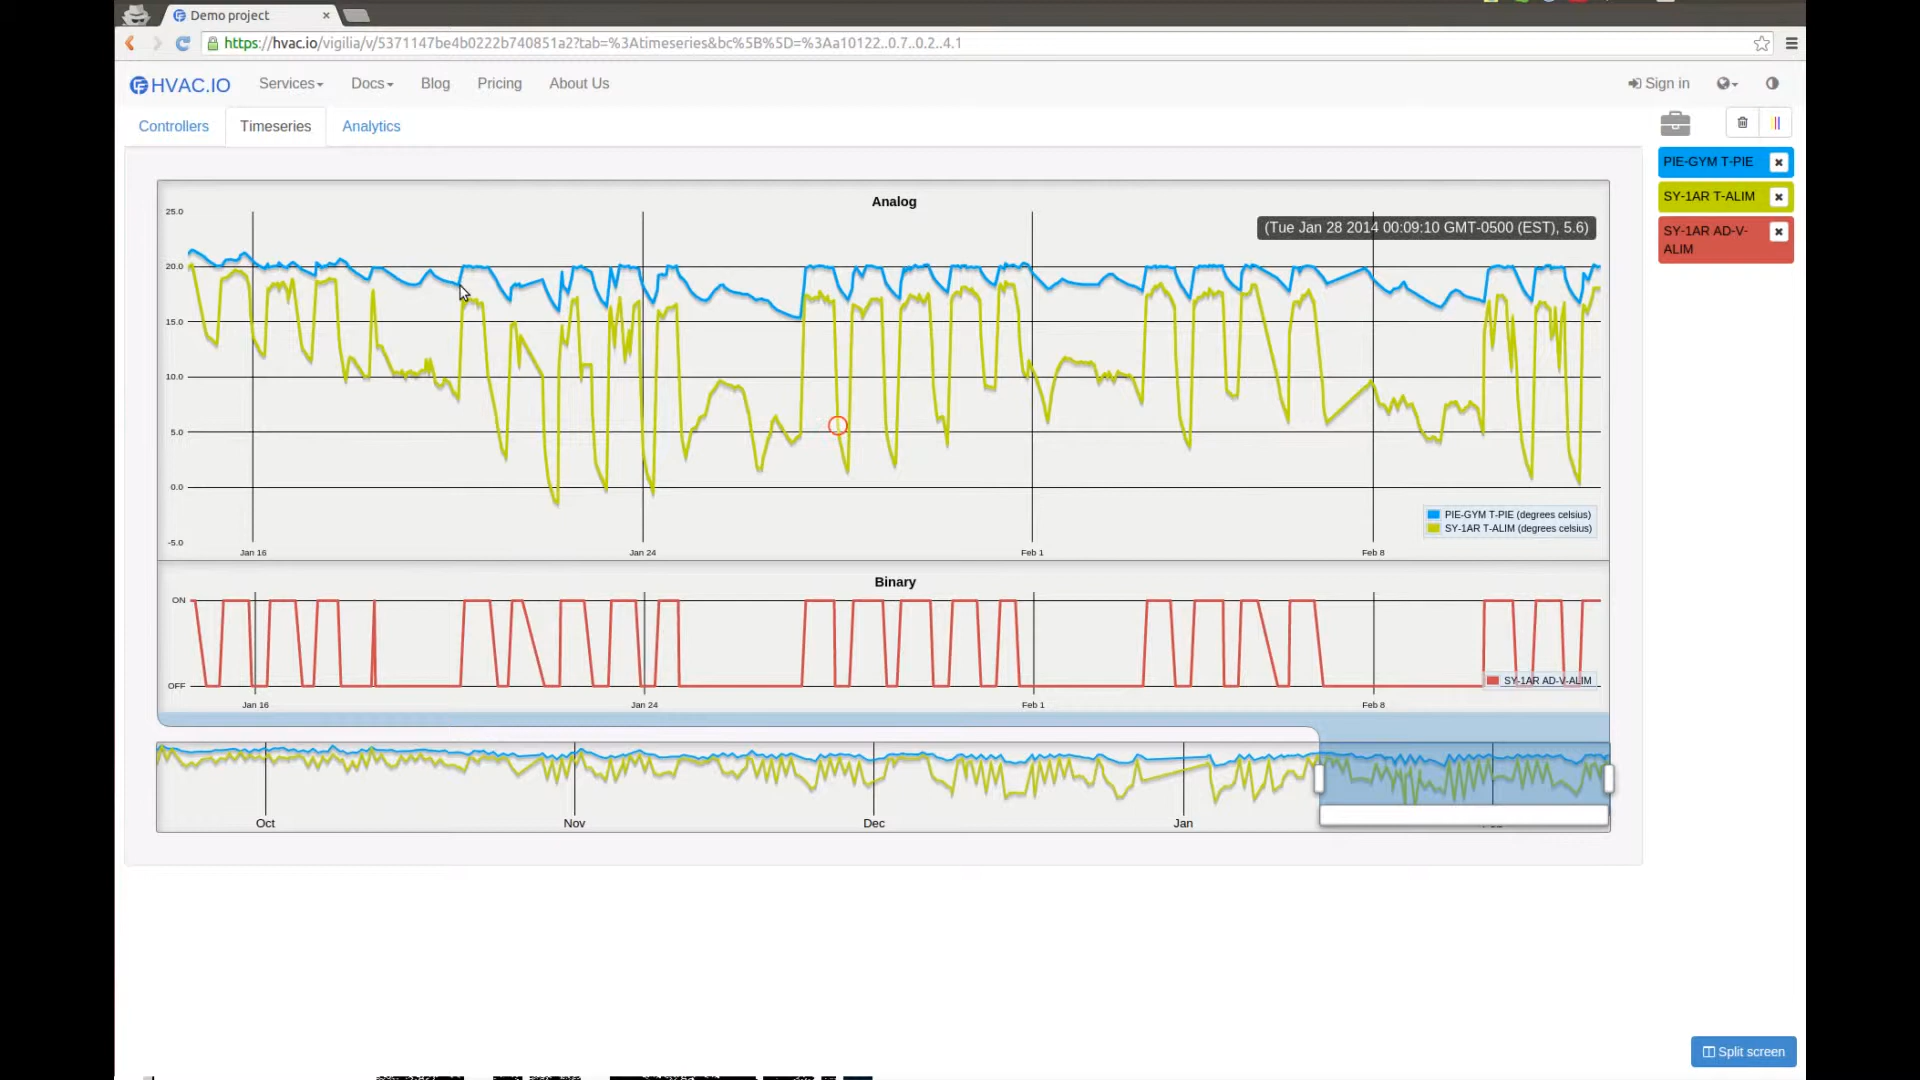 Demo project
https://hvac.io/vigilia/v/5371147be4b0222b740851a2?tab=%3Atimeseries&bc%5B%5D=%3Aa10122..0.7..0.2..4.1
HVAC.IO Services Docs Blog Pricing About Us Sign in
Controllers Timeseries Analytics
PIE-GYM T-PIE
SY-1AR T-ALIM
SY-1AR AD-V-
ALIM
Analog
(Tue Jan 28 2014 00:09:10 GMT-0500 (EST), 5.6)
25.0
20.0
15.0
10.0
5.0
0.0
-5.0
PIE-GYM T-PIE (degrees celsius)
SY-1AR T-ALIM (degrees celsius)
Jan 16 Jan 24 Feb 1 Feb 8
Binary
ON
OFF
SY-1AR AD-V-ALIM
Jan 16 Jan 24 Feb 1 Feb 8
Oct Nov Dec Jan
Split screen